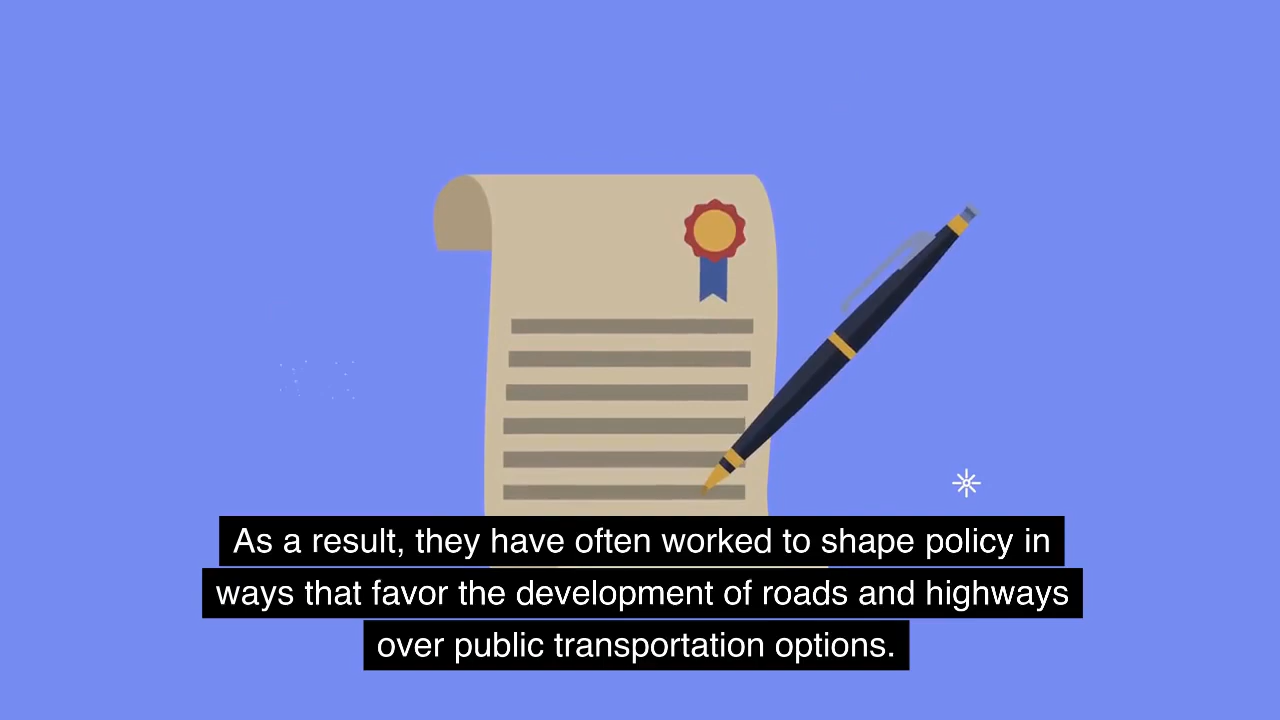 As a result, they have often worked to shape policy in
ways that favor the development of roads and highways
over public transportation options.